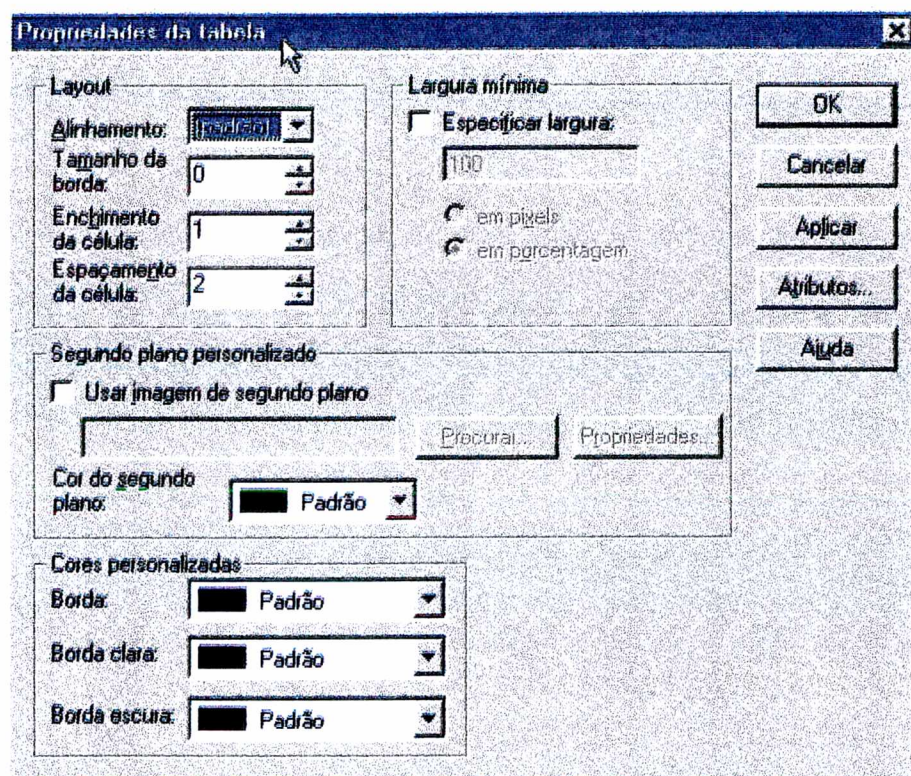 Propriedades da tabela
Layout
Alinhamento: (padrão)
Tamanho da
borda: 0
Enchimento
da célula: 1
Espaçamento
da célula: 2
Largura mínima
Especificar largura:
100
em pixels
em porcentagem
OK
Cancelar
Aplicar
Atributos...
Ajuda
Segundo plano personalizado
Usar imagem de segundo plano
Procurar... Propriedades...
Cor do segundo
plano: Padrão
Cores personalizadas
Borda: Padrão
Borda clara: Padrão
Borda escura: Padrão